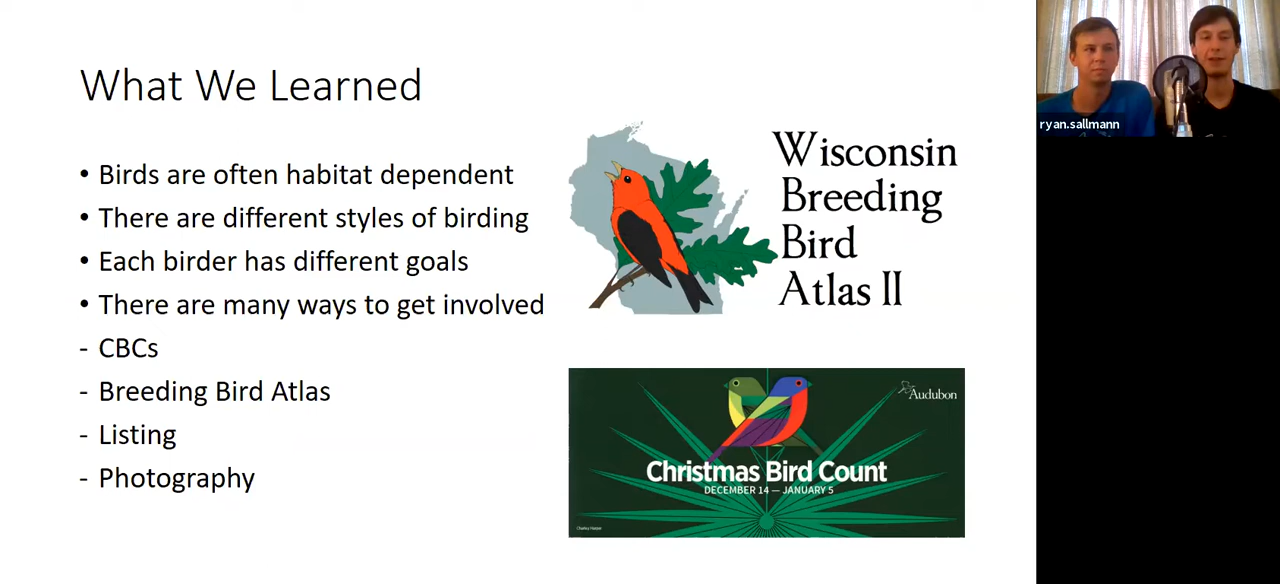 What We Learned
• Birds are often habitat dependent
• There are different styles of birding
• Each birder has different goals
• There are many ways to get involved
- CBCs
- Breeding Bird Atlas
- Listing
- Photography
Wisconsin
Breeding
Bird
Atlas II
Audubon
Christmas Bird Count
DECEMBER 14 — JANUARY 5
Charley Harper
ryan.sallmann